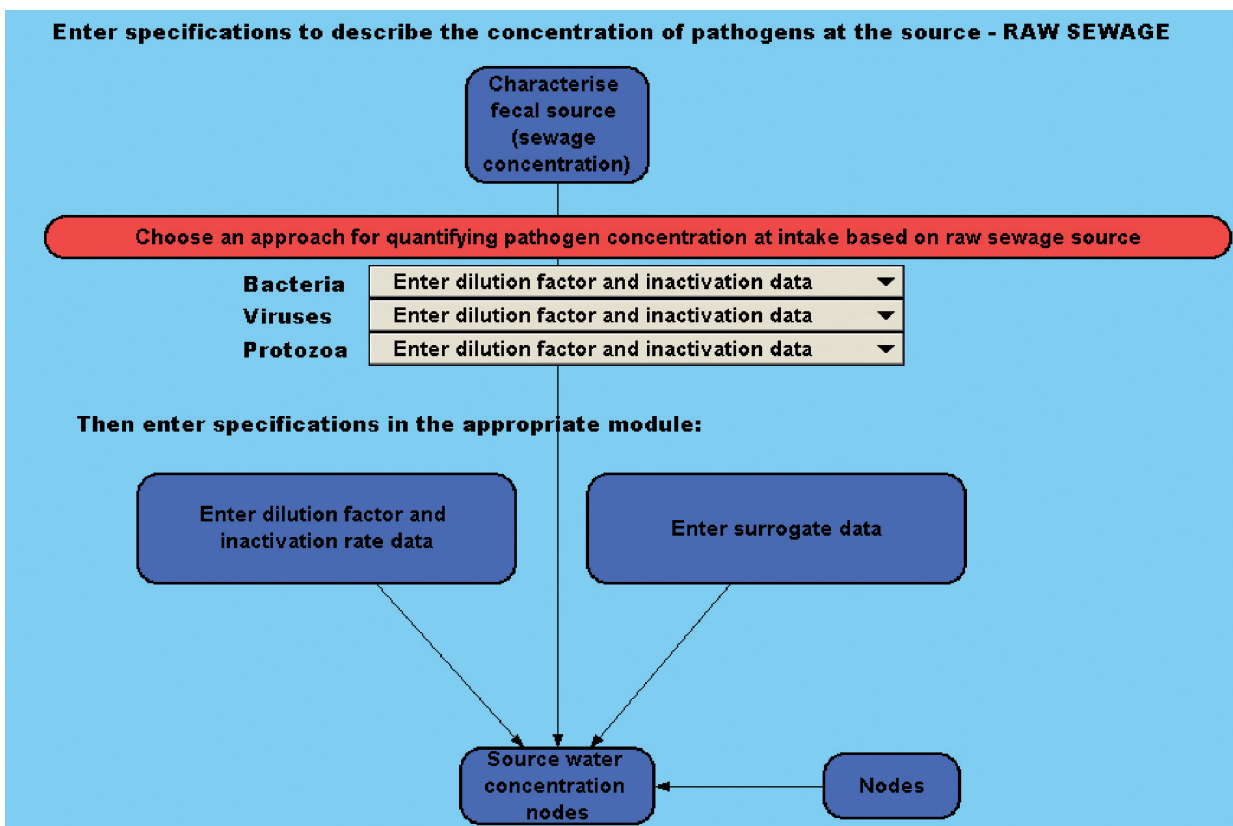 Enter specifications to describe the concentration of pathogens at the source - RAW SEWAGE
Characterise
fecal source
(sewage
concentration)
Choose an approach for quantifying pathogen concentration at intake based on raw sewage source
Bacteria Enter dilution factor and inactivation data
Viruses Enter dilution factor and inactivation data
Protozoa Enter dilution factor and inactivation data
Then enter specifications in the appropriate module:
Enter dilution factor and
inactivation rate data
Enter surrogate data
Source water
concentration
nodes
Nodes